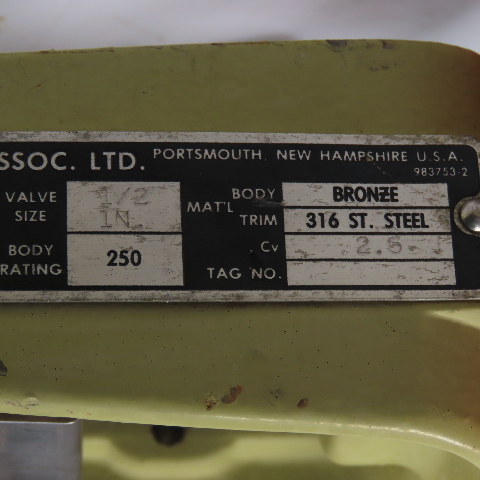 SSOC. LTD. PORTSMOUTH, NEW HAMPSHIRE U.S.A.
983753-2
VALVE SIZE 1/2 IN.
BODY RATING 250
MAT'L BODY BRONZE
TRIM 316 ST. STEEL
Cv 2.5
TAG NO.